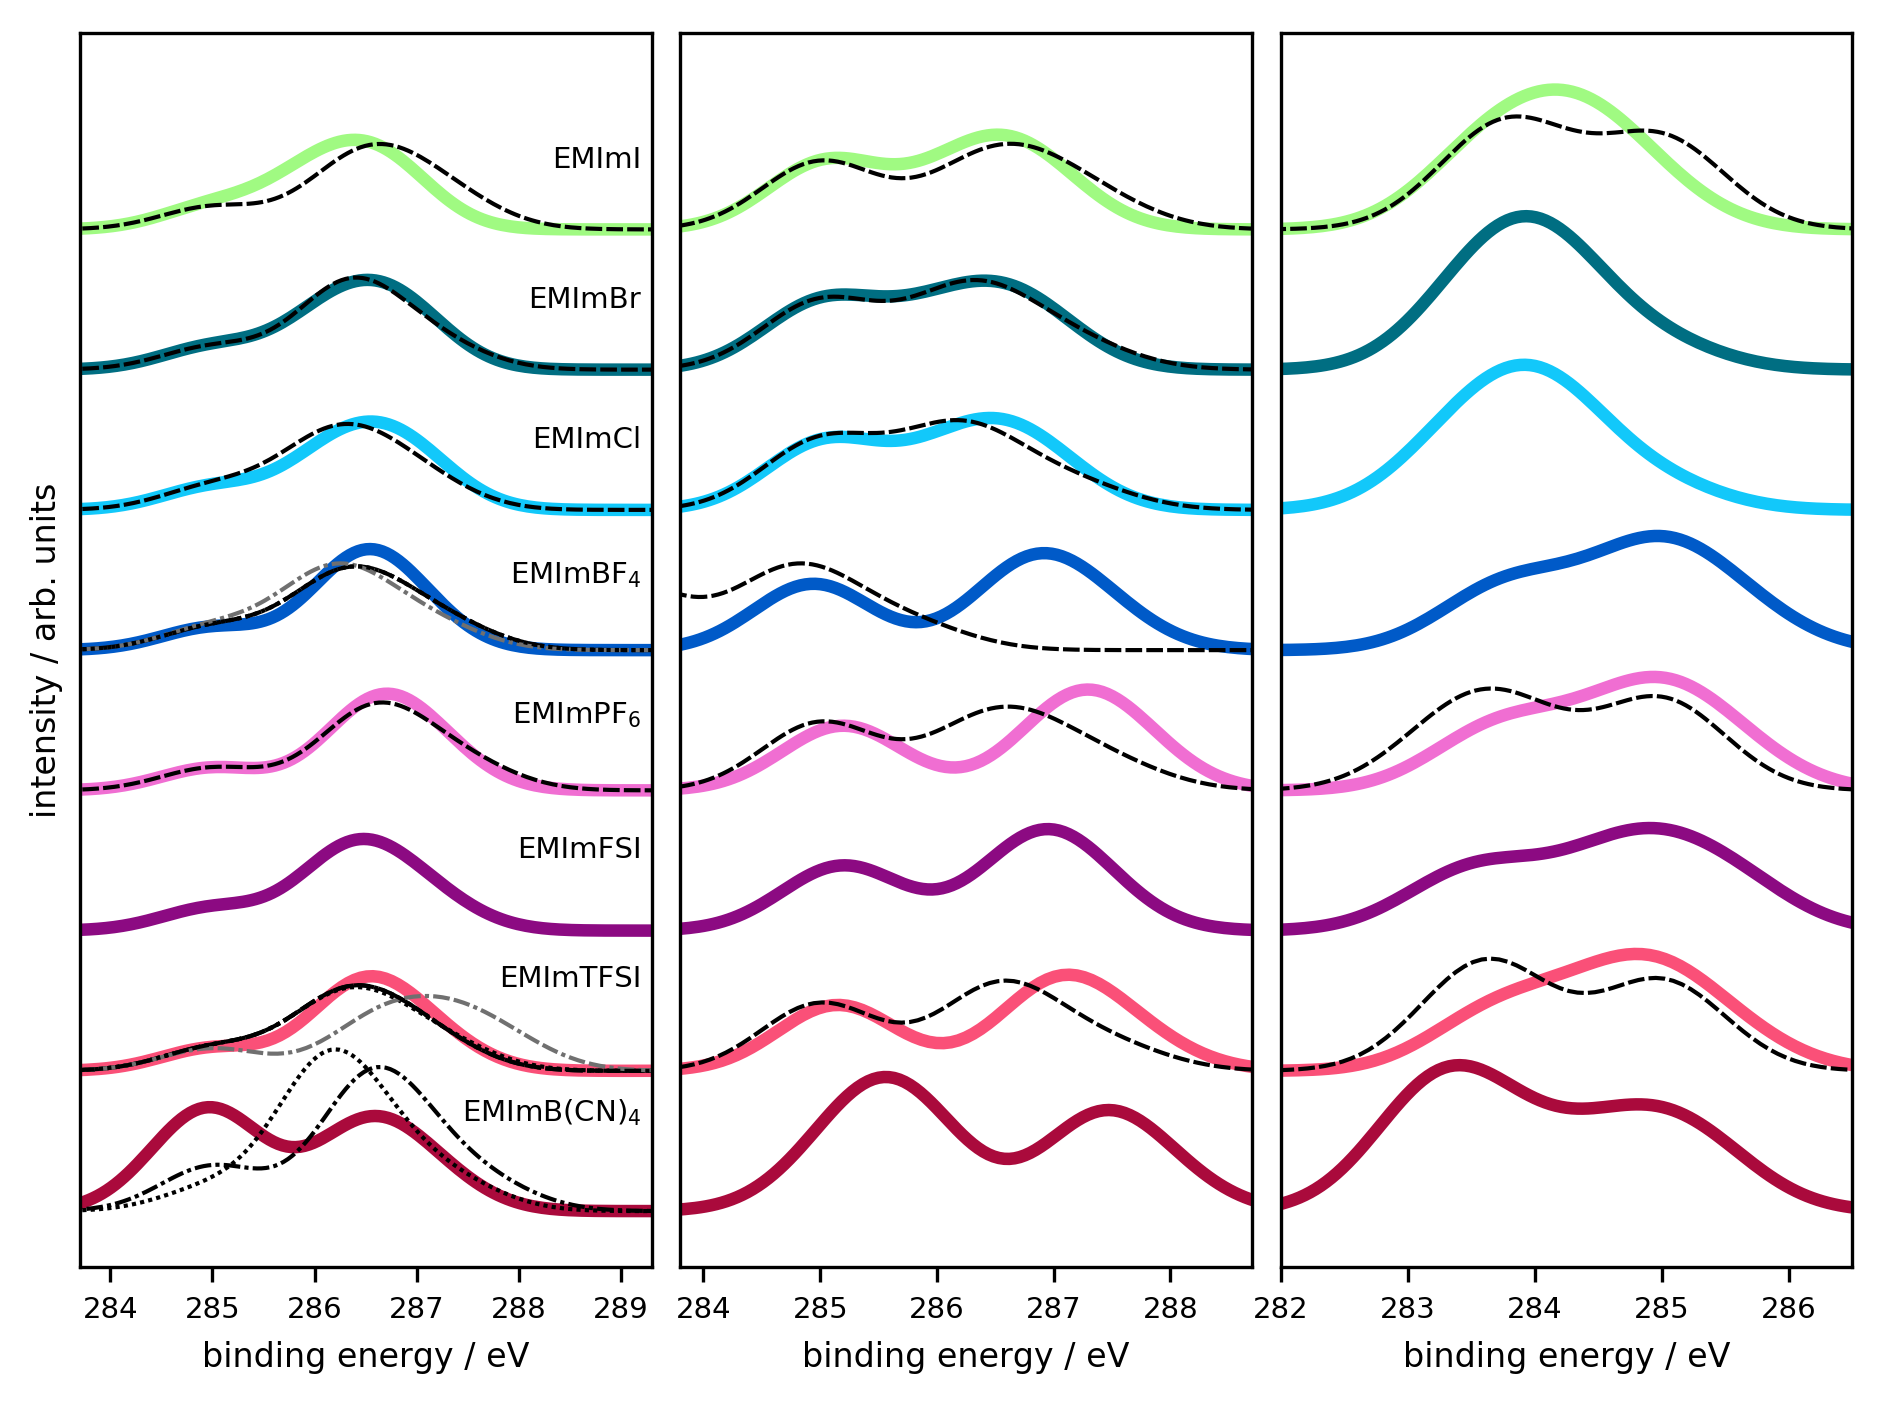 intensity / arb. units
EMImI
EMImBr
EMImCl
EMImBF₄
EMImPF₆
EMImFSI
EMImTFSI
EMImB(CN)₄
284 285 286 287 288 289
binding energy / eV
284 285 286 287 288
binding energy / eV
282 283 284 285 286
binding energy / eV